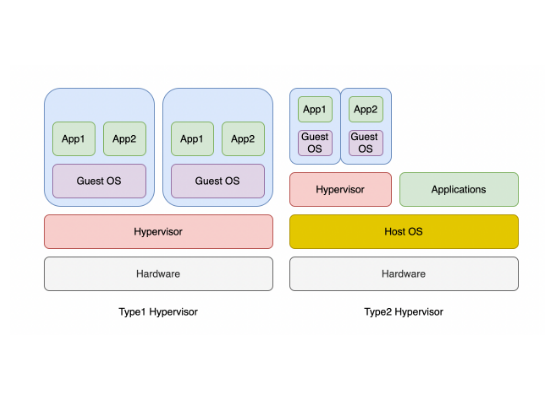 App1
App2
Guest OS
App1
App2
Guest OS
Hypervisor
Hardware
Type1 Hypervisor
App1
App2
Guest
OS
Guest
OS
Hypervisor
Applications
Host OS
Hardware
Type2 Hypervisor